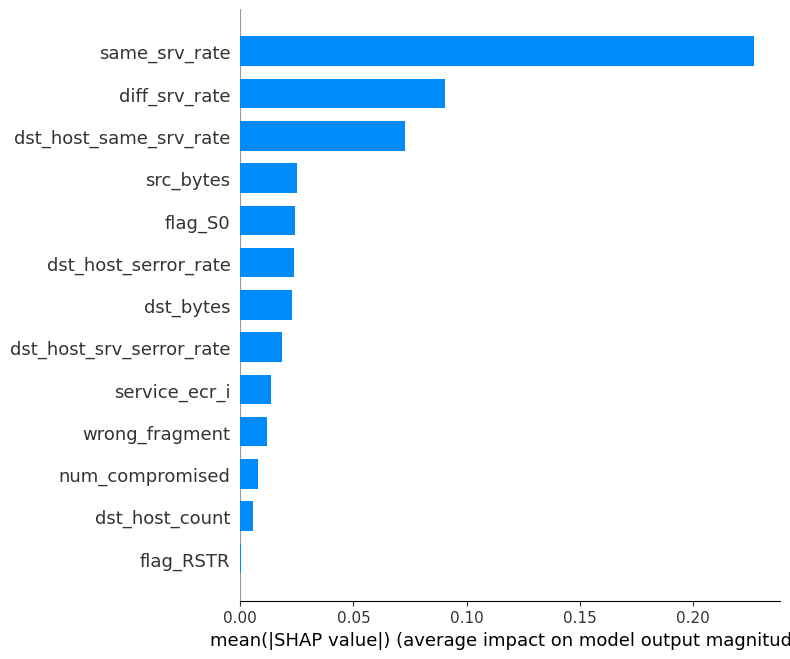 same_srv_rate
diff_srv_rate
dst_host_same_srv_rate
src_bytes
flag_S0
dst_host_serror_rate
dst_bytes
dst_host_srv_serror_rate
service_ecr_i
wrong_fragment
num_compromised
dst_host_count
flag_RSTR
0.00 0.05 0.10 0.15 0.20
mean(|SHAP value|) (average impact on model output magnitud